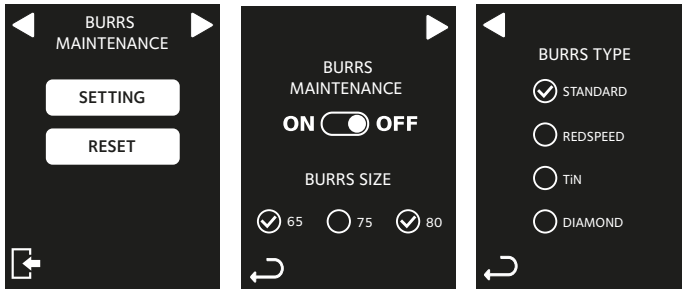 BURRS
MAINTENANCE
SETTING
RESET
BURRS
MAINTENANCE
ON OFF
BURRS SIZE
65 75 80
BURRS TYPE
STANDARD
REDSPEED
TiN
DIAMOND